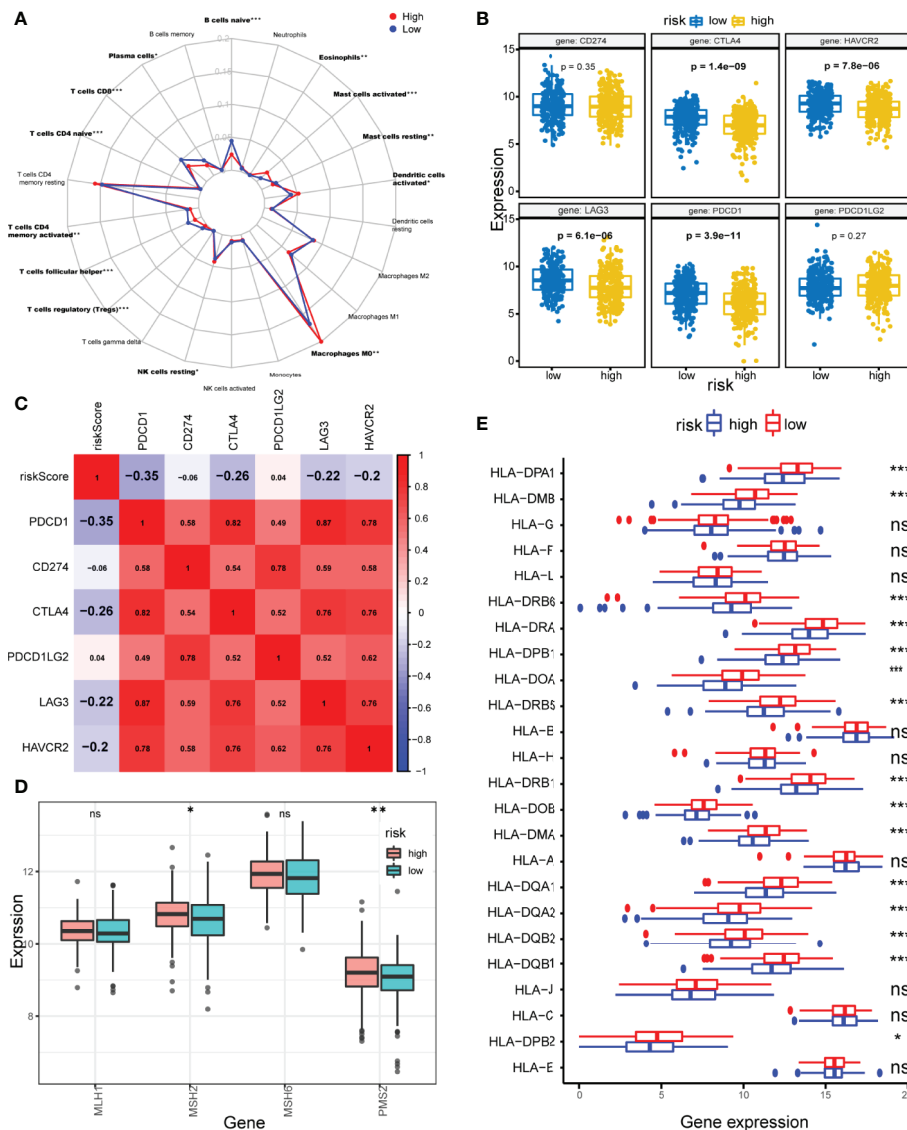 A
High
Low
B cells naive***
B cells memory
Neutrophils
Plasma cells*
Eosinophils**
T cells CD8***
Mast cells activated***
T cells CD4 naive***
Mast cells resting**
T cells CD4
memory resting
Dendritic cells
activated*
T cells CD4
memory activated**
Dendritic cells
resting
T cells follicular helper***
Macrophages M2
T cells regulatory (Tregs)***
Macrophages M1
T cells gamma delta
Macrophages M0**
NK cells resting*
Monocytes
NK cells activated
0.2
0.15
0.1
0.05
B
risk low high
gene: CD274
gene: CTLA4
gene: HAVCR2
p = 0.35
p = 1.4e-09
p = 7.8e-06
gene: LAG3
gene: PDCD1
gene: PDCD1LG2
p = 6.1e-06
p = 3.9e-11
p = 0.27
15
10
5
0
15
10
5
0
Expression
low high low high low high
risk
C
riskScore PDCD1 CD274 CTLA4 PDCD1LG2 LAG3 HAVCR2
riskScore 1 −0.35 −0.06 −0.26 0.04 −0.22 −0.2
PDCD1 −0.35 1 0.58 0.82 0.49 0.87 0.78
CD274 −0.06 0.58 1 0.54 0.78 0.59 0.58
CTLA4 −0.26 0.82 0.54 1 0.52 0.76 0.76
PDCD1LG2 0.04 0.49 0.78 0.52 1 0.52 0.62
LAG3 −0.22 0.87 0.59 0.76 0.52 1 0.76
HAVCR2 −0.2 0.78 0.58 0.76 0.62 0.76 1
1
0.8
0.6
0.4
0.2
0
−0.2
−0.4
−0.6
−0.8
−1
D
ns * ns **
risk
high
low
12
10
8
Exprssion
MLH1 MSH2 MSH6 PMS2
Gene
E
risk high low
HLA−DPA1 ***
HLA−DMB ***
HLA−G ns
HLA−F ns
HLA−L ns
HLA−DRB6 ***
HLA−DRA ***
HLA−DPB1 ***
HLA−DOA ***
HLA−DRB5 ***
HLA−B ns
HLA−H ns
HLA−DRB1 ***
HLA−DOB ***
HLA−DMA ***
HLA−A ns
HLA−DQA1 ***
HLA−DQA2 ***
HLA−DQB2 ***
HLA−DQB1 ***
HLA−J ns
HLA−C ns
HLA−DPB2 *
HLA−E ns
0 5 10 15 2
Gene expression